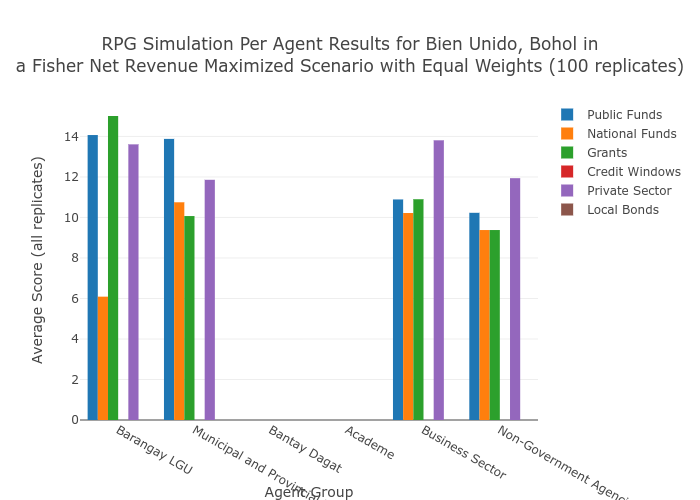 RPG Simulation Per Agent Results for Bien Unido, Bohol in
a Fisher Net Revenue Maximized Scenario with Equal Weights (100 replicates)
Public Funds
National Funds
Grants
Credit Windows
Private Sector
Local Bonds
Average Score (all replicates)
14
12
10
8
6
4
2
0
Barangay LGU
Municipal and
Bantay Dagat
Academe
Business Sector
Non-Government
Agent Group